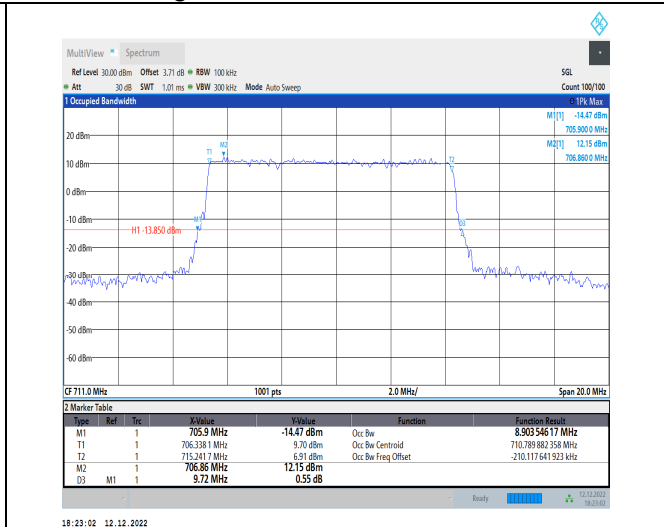 MultiView Spectrum
Ref Level 30.00 dBm Offset 3.71 dB RBW 100 kHz SGL
Att 30 dB SWT 1.01 ms VBW 300 kHz Mode Auto Sweep Count 100/100
1 Occupied Bandwidth 1Pk Max
M1[1] -14.47 dBm
705.900 0 MHz
M2[1] 12.15 dBm
706.860 0 MHz
20 dBm
M2
T1
T2
10 dBm
0 dBm
-10 dBm
M1
D3
H1 -13.850 dBm
-20 dBm
-30 dBm
-40 dBm
-50 dBm
-60 dBm
CF 711.0 MHz 1001 pts 2.0 MHz/ Span 20.0 MHz
2 Marker Table
Type Ref Trc X-Value Y-Value Function Function Result
M1 1 705.9 MHz -14.47 dBm Occ Bw 8.903 546 17 MHz
T1 1 706.338 1 MHz 9.70 dBm Occ Bw Centroid 710.789 882 358 MHz
T2 1 715.241 7 MHz 6.91 dBm Occ Bw Freq Offset -210.117 641 923 kHz
M2 1 706.86 MHz 12.15 dBm
D3 M1 1 9.72 MHz 0.55 dB
Ready 12.12.2022
18:23:02
18:23:02 12.12.2022